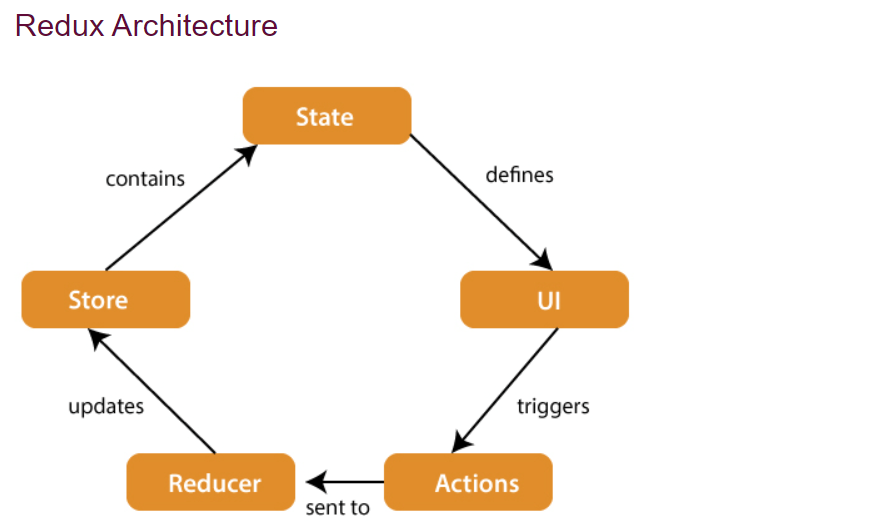 Redux Architecture
State
contains
defines
Store
UI
updates
triggers
Reducer
Actions
sent to